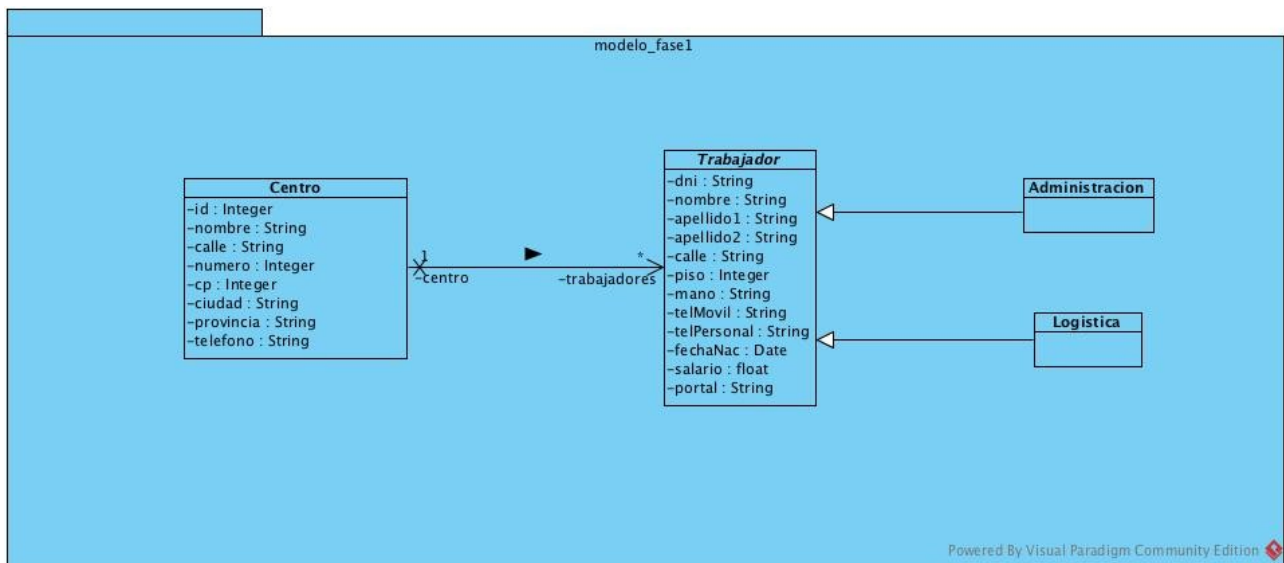 modelo_fase1
Centro
-id : Integer
-nombre : String
-calle : String
-numero : Integer
-cp : Integer
-ciudad : String
-provincia : String
-telefono : String
1
-centro
*
-trabajadores
Trabajador
-dni : String
-nombre : String
-apellido1 : String
-apellido2 : String
-calle : String
-piso : Integer
-mano : String
-telMovil : String
-telPersonal : String
-fechaNac : Date
-salario : float
-portal : String
Administracion
Logistica
Powered By Visual Paradigm Community Edition